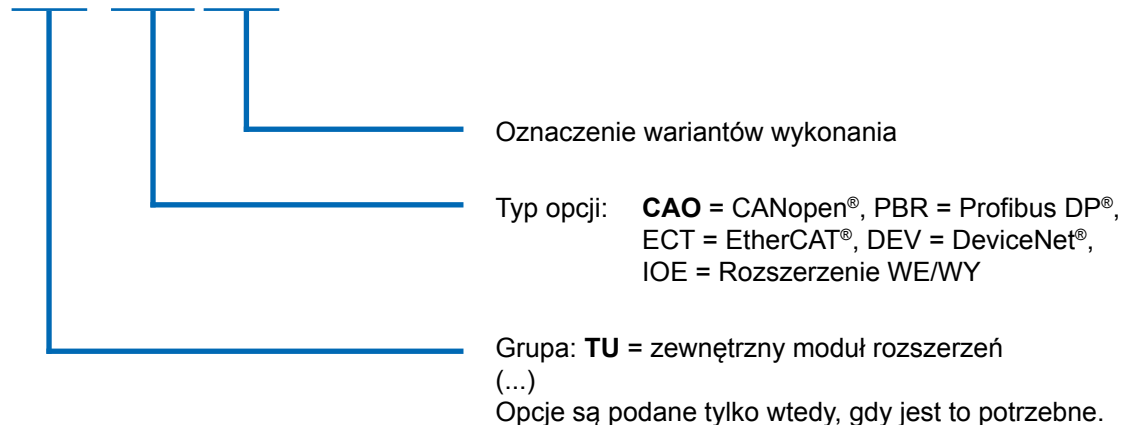 Oznaczenie wariantów wykonania
Typ opcji: CAO = CANopen®, PBR = Profibus DP®,
ECT = EtherCAT®, DEV = DeviceNet®,
IOE = Rozszerzenie WE/WY
Grupa: TU = zewnętrzny moduł rozszerzeń
(...)
Opcje są podane tylko wtedy, gdy jest to potrzebne.